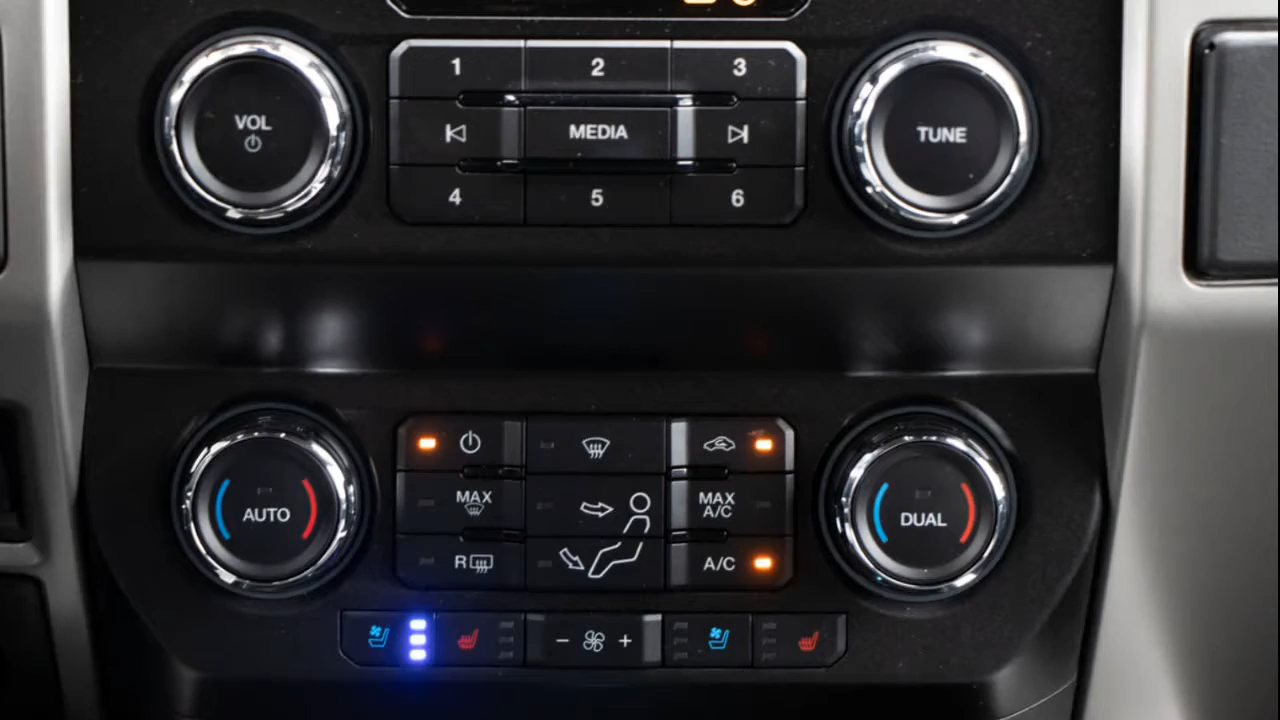 VOL
1 2 3
MEDIA
4 5 6
TUNE
AUTO
MAX
R
MAX
A/C
A/C
DUAL
− +